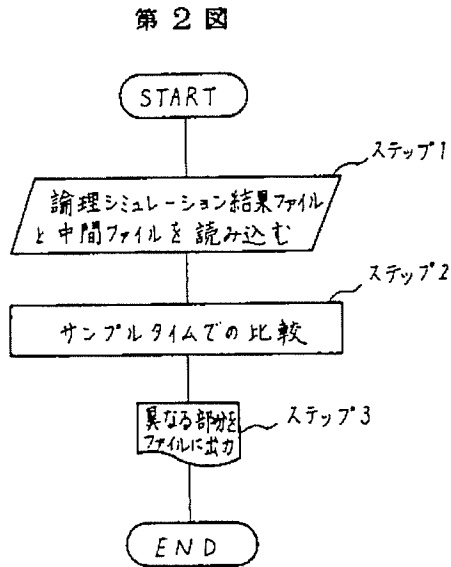 第2図
START
ステップ1
論理シミュレーション結果ファイル
と中間ファイルを読み込む
ステップ2
サンプルタイムでの比較
異なる部分を
ファイルに出力
ステップ3
END